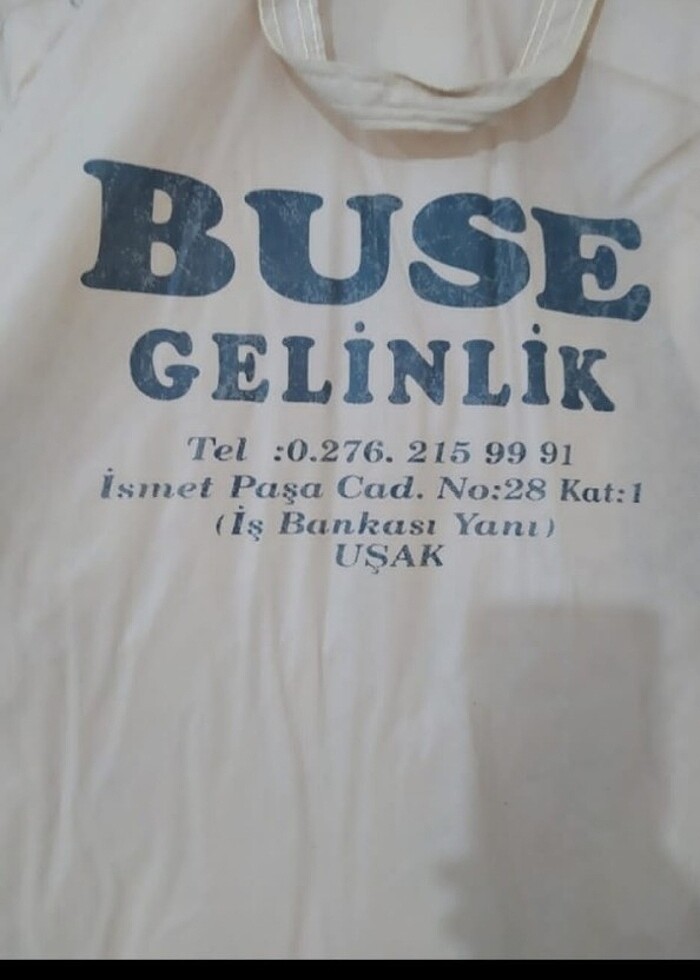 BUSE
GELİNLİK
Tel :0.276. 215 99 91
İsmet Paşa Cad. No:28 Kat:1
(İş Bankası Yanı)
UŞAK